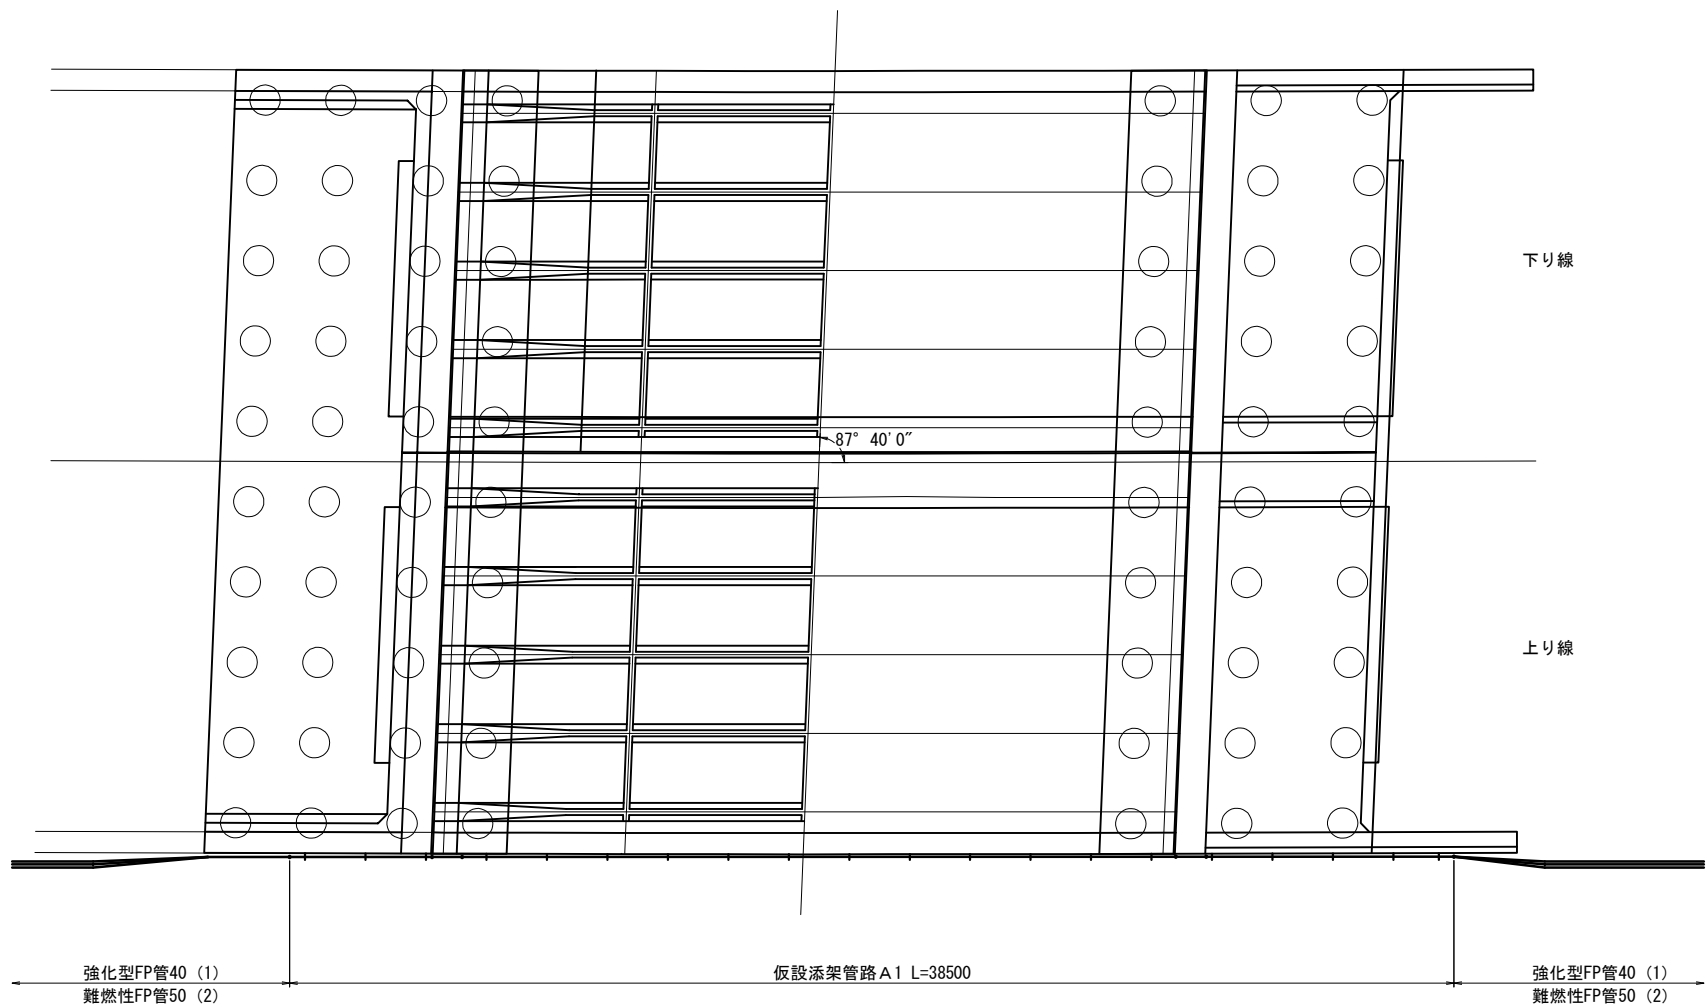 下り線
87° 40′ 0″
上り線
強化型FP管40 (1)
難燃性FP管50 (2)
仮設添架管路A1 L=38500
強化型FP管40 (1)
難燃性FP管50 (2)